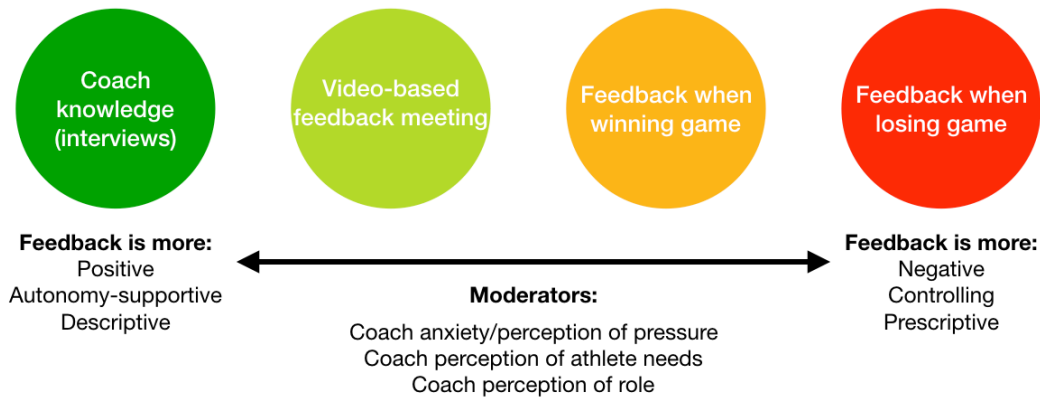 Coach
knowledge
(interviews)
Video-based
feedback meeting
Feedback when
winning game
Feedback when
losing game
Feedback is more:
Positive
Autonomy-supportive
Descriptive
Moderators:
Coach anxiety/perception of pressure
Coach perception of athlete needs
Coach perception of role
Feedback is more:
Negative
Controlling
Prescriptive